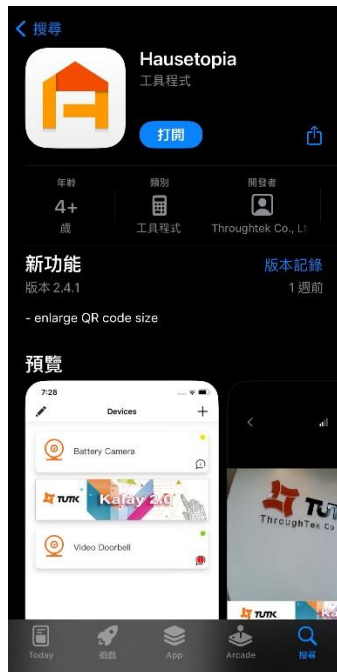 搜尋
Hausetopia
工具程式
打開
年齡
類別
開發者
4+
歲
工具程式
Throughtek Co., Lt
新功能
版本記錄
版本 2.4.1
1 週前
- enlarge QR code size
預覽
7:28
Devices
Battery Camera
TUTK
Kalay 2.0
Video Doorbell
TUT
ThroughTek Co
TUTK
Today
遊戲
App
Arcade
搜尋